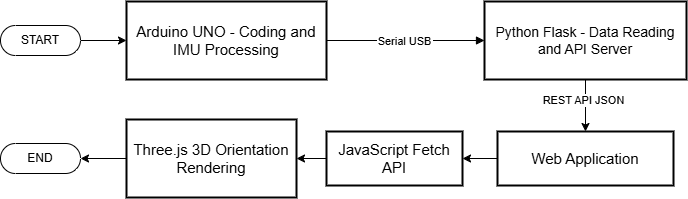 START
Arduino UNO - Coding and
IMU Processing
Serial USB
Python Flask - Data Reading
and API Server
REST API JSON
Web Application
JavaScript Fetch
API
Three.js 3D Orientation
Rendering
END